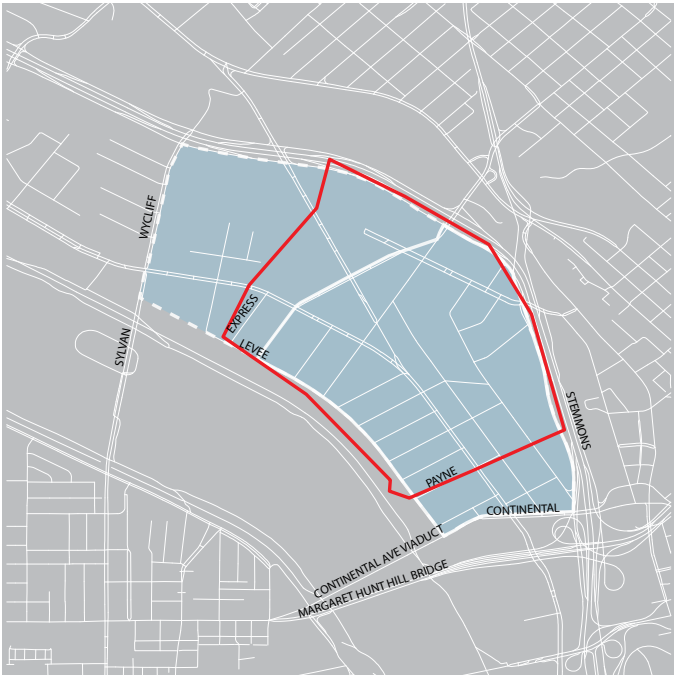 WYCLIFF
EXPRESS
LEVEE
SYLVAN
STEMMONS
PAYNE
CONTINENTAL
CONTINENTAL AVE VIADUCT
MARGARET HUNT HILL BRIDGE